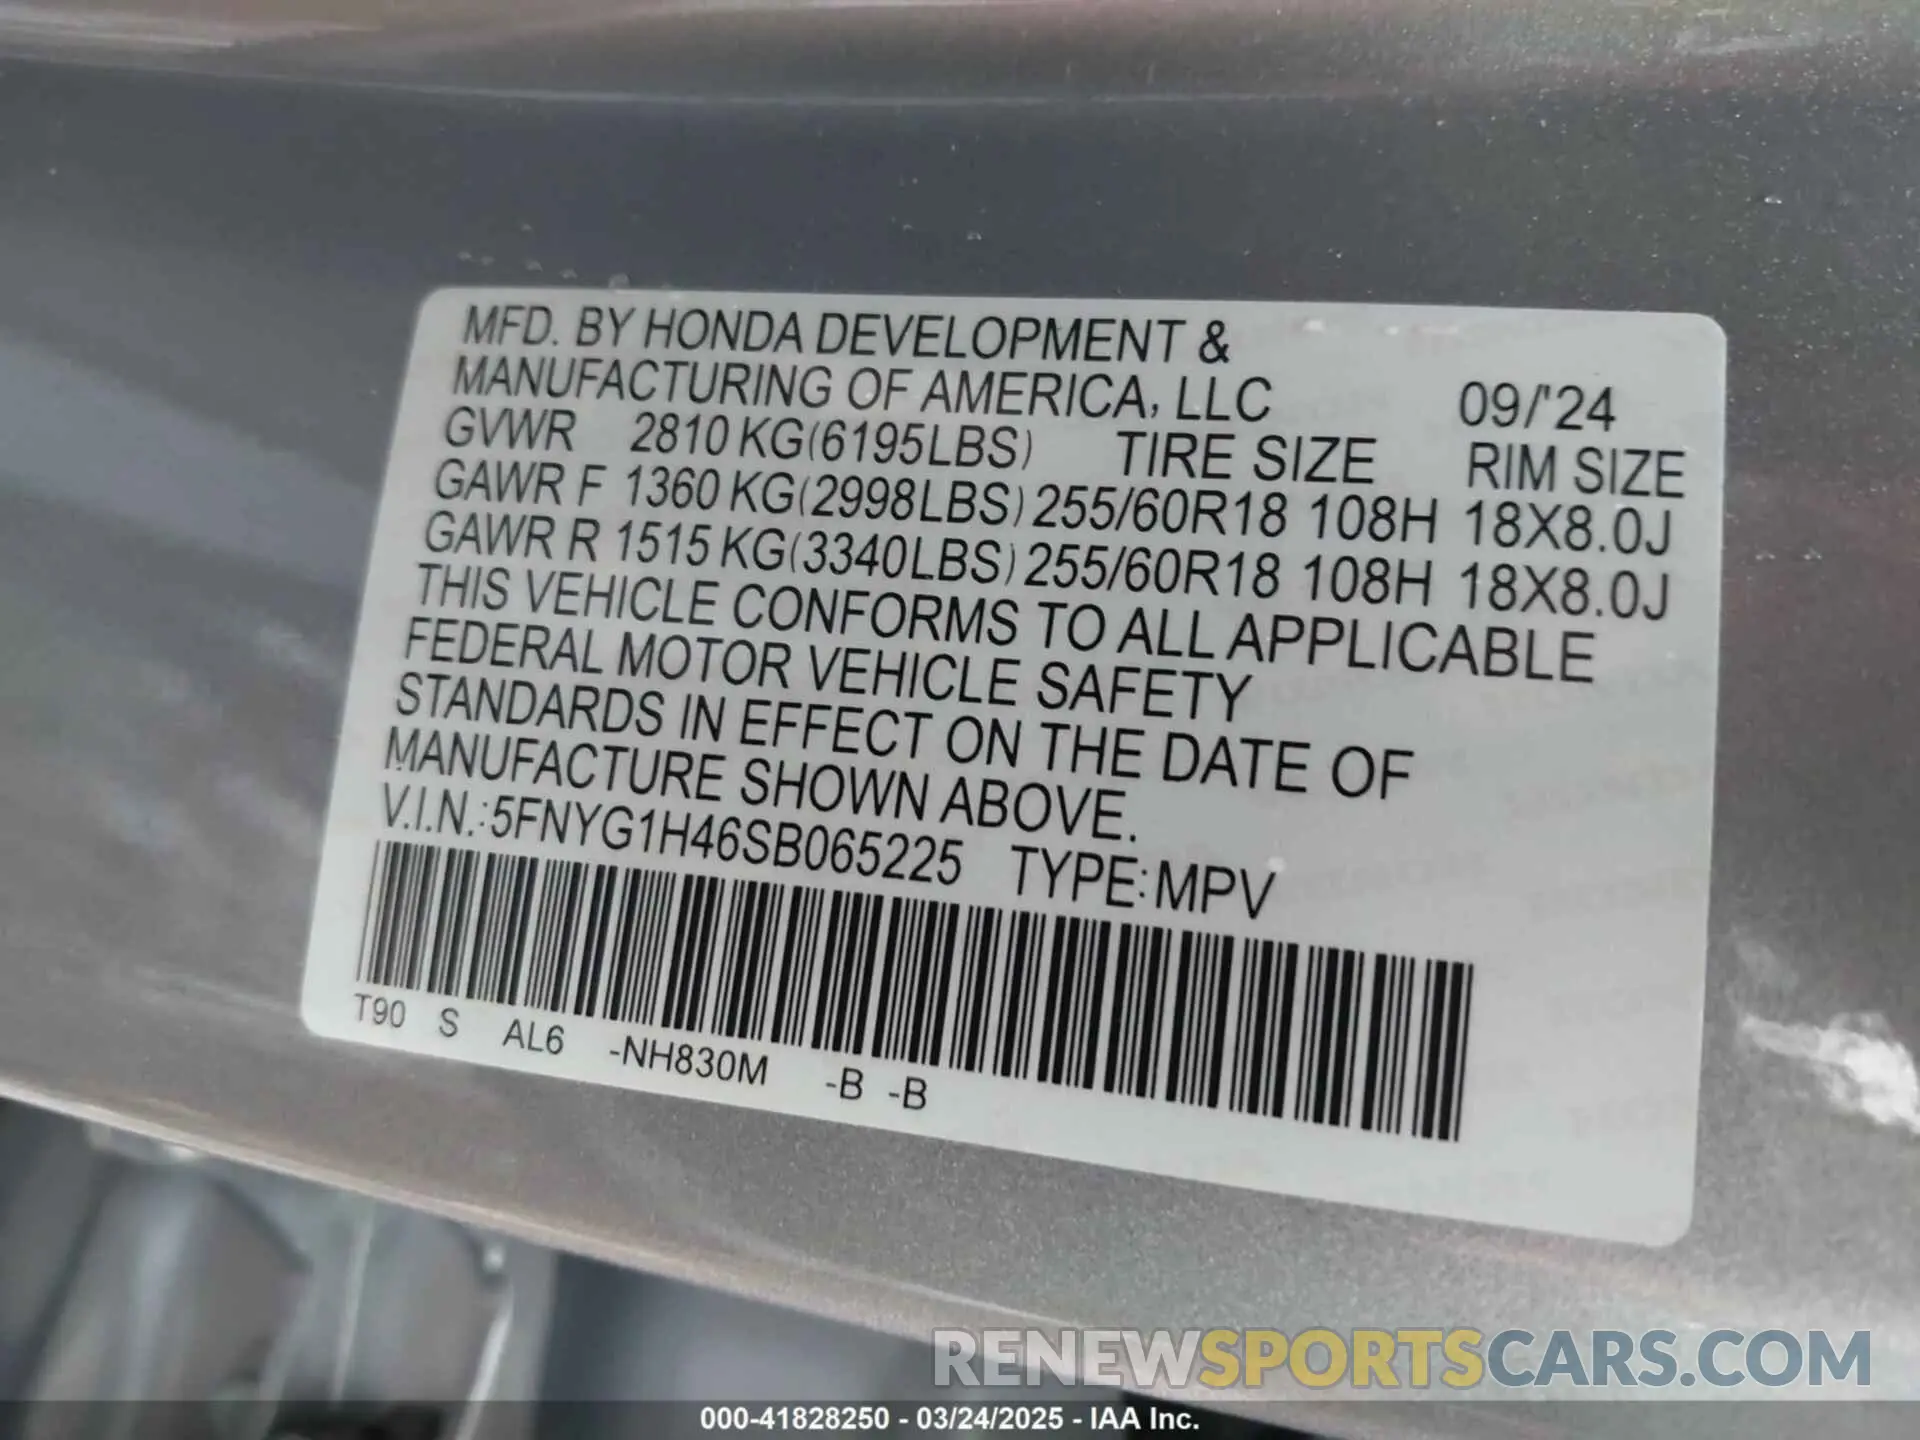 MFD. BY HONDA DEVELOPMENT &
MANUFACTURING OF AMERICA, LLC 09/'24
GVWR 2810 KG(6195LBS) TIRE SIZE RIM SIZE
GAWR F 1360 KG(2998LBS) 255/60R18 108H 18X8.0J
GAWR R 1515 KG(3340LBS) 255/60R18 108H 18X8.0J
THIS VEHICLE CONFORMS TO ALL APPLICABLE
FEDERAL MOTOR VEHICLE SAFETY
STANDARDS IN EFFECT ON THE DATE OF
MANUFACTURE SHOWN ABOVE.
V.I.N.:5FNYG1H46SB065225 TYPE:MPV
T90 S AL6 -NH830M -B -B
RENEWSPORTSCARS.COM
000-41828250 - 03/24/2025 - IAA Inc.